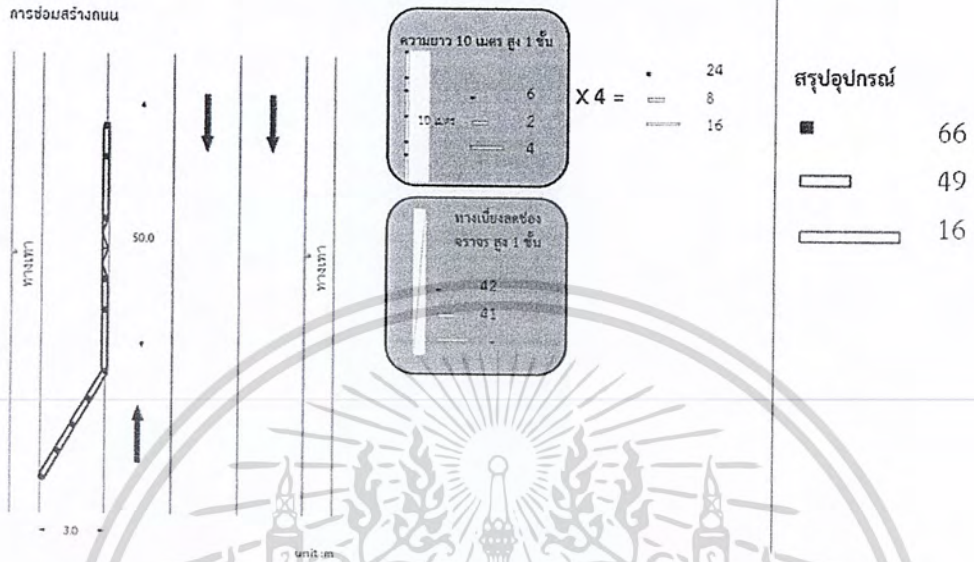 การซ่อมสร้างถนน
ทางเท้า
50.0
ทางเท้า
3.0
unit :m
ความยาว 10 เมตร สูง 1 ชั้น
10 เมตร
6
2
4
X 4 =
24
8
16
ทางเบี่ยงลดช่อง
จราจร สูง 1 ชั้น
42
41
-
สรุปอุปกรณ์
66
49
16